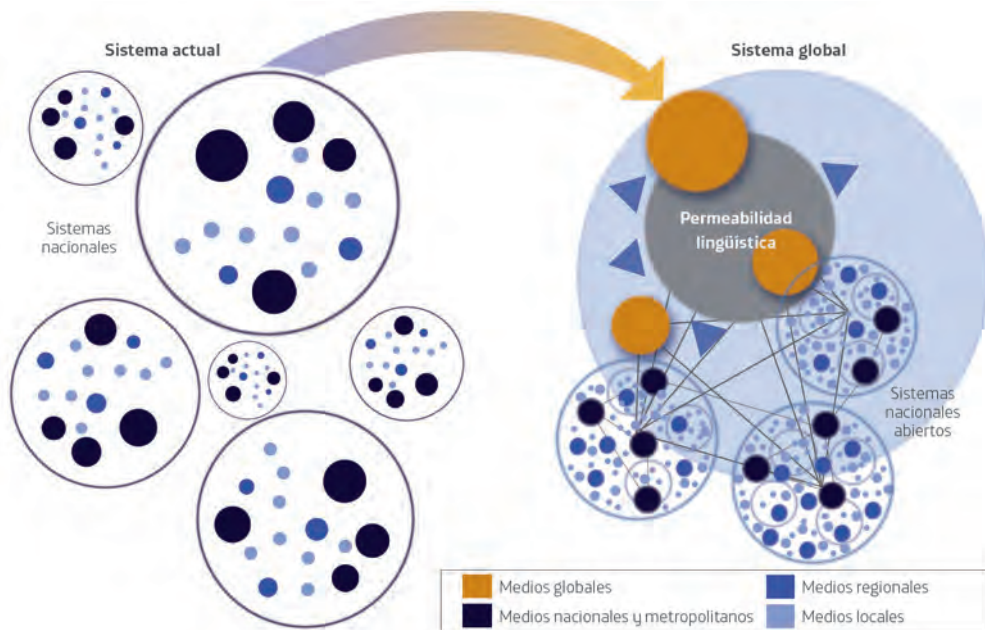 Sistema actual
Sistema global
Sistemas
nacionales
Permeabilidad
lingüística
Sistemas
nacionales
abiertos
Medios globales
Medios regionales
Medios nacionales y metropolitanos
Medios locales